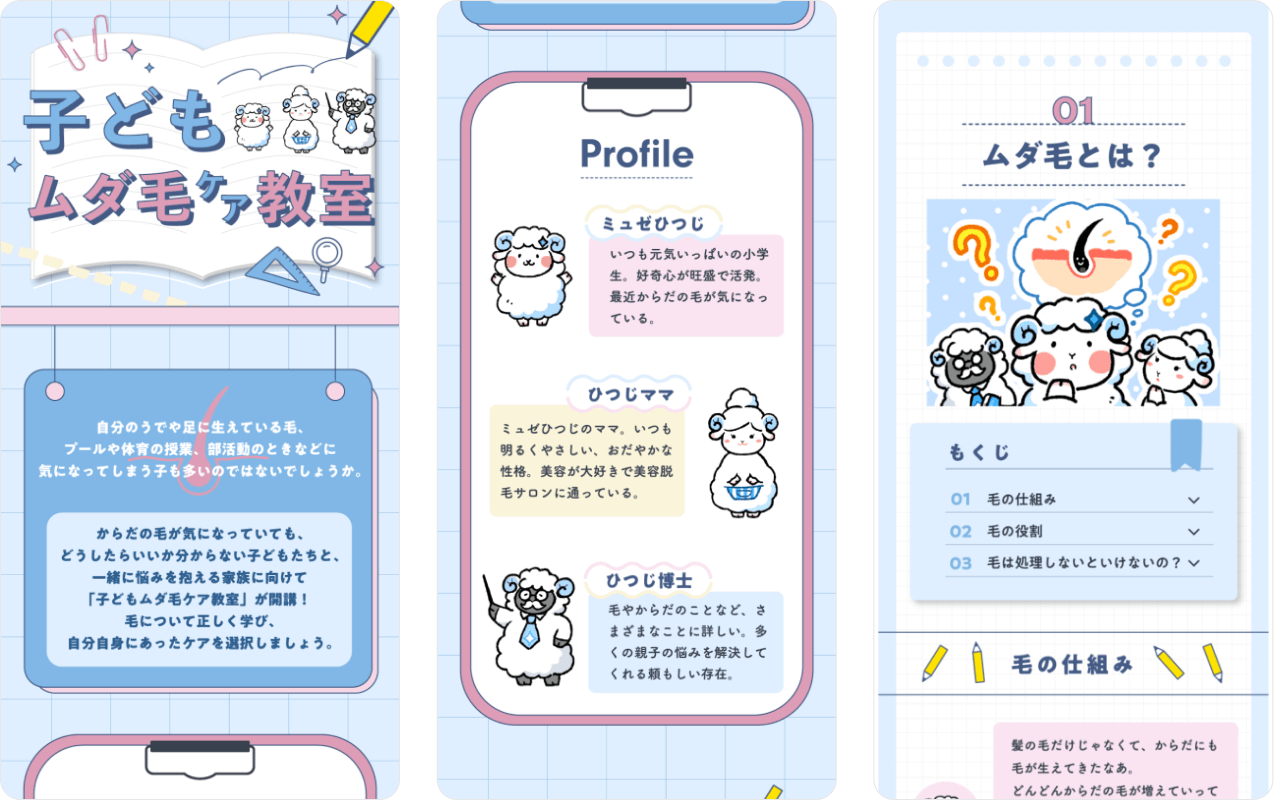 子ども
ムダ毛ケア教室
自分のうでや足に生えている毛、
プールや体育の授業、部活動のときなどに
気になってしまう子も多いのではないでしょうか。
からだの毛が気になっていても、
どうしたらいいか分からない子どもたちと、
一緒に悩みを抱える家族に向けて
「子どもムダ毛ケア教室」が開講！
毛について正しく学び、
自分自身にあったケアを選択しましょう。
Profile
ミュゼひつじ
いつも元気いっぱいの小学
生。好奇心が旺盛で活発。
最近からだの毛が気になっ
ている。
ひつじママ
ミュゼひつじのママ。いつも
明るくやさしい、おだやかな
性格。美容が大好きで美容脱
毛サロンに通っている。
ひつじ博士
毛やからだのことなど、さ
まざまなことに詳しい。多
くの親子の悩みを解決して
くれる頼もしい存在。
01
ムダ毛とは？
もくじ
01 毛の仕組み
02 毛の役割
03 毛は処理しないといけないの？
毛の仕組み
髪の毛だけじゃなくて、からだにも
毛が生えてきたなあ。
どんどんからだの毛が増えていって